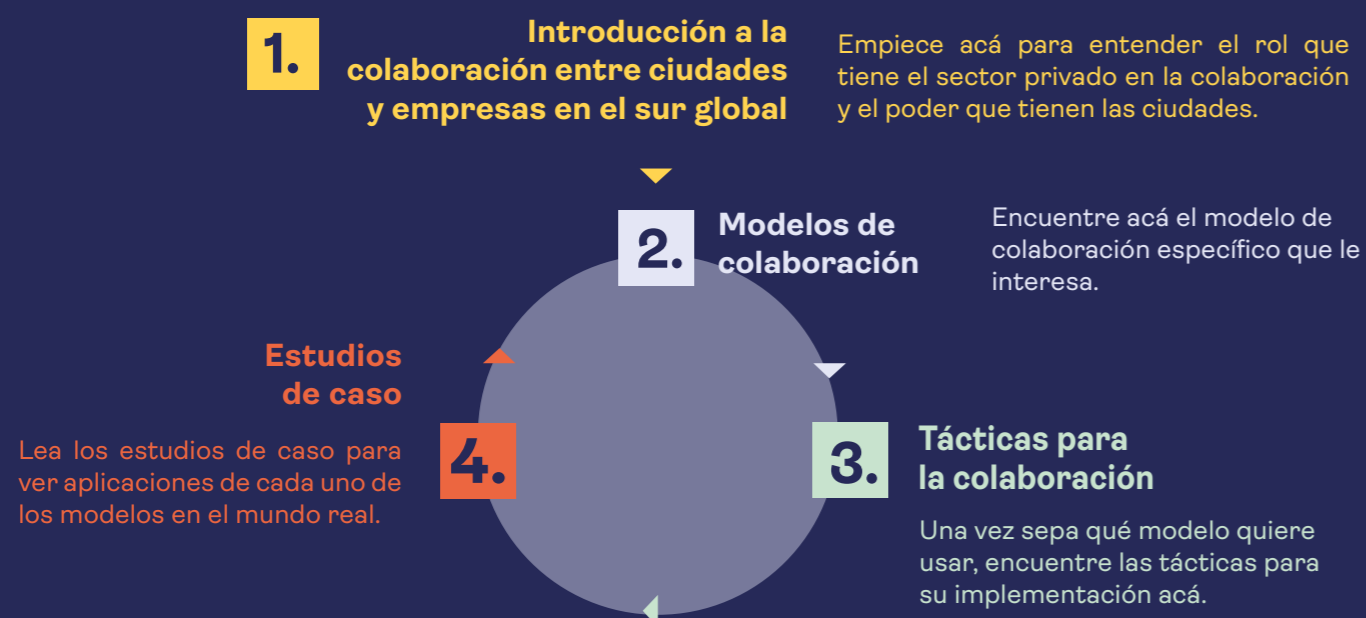 1.
Introducción a la
colaboración entre ciudades
y empresas en el sur global
Empiece acá para entender el rol que
tiene el sector privado en la colaboración
y el poder que tienen las ciudades.
2.
Modelos de
colaboración
Encuentre acá el modelo de
colaboración específico que le
interesa.
3.
Tácticas para
la colaboración
Una vez sepa qué modelo quiere
usar, encuentre las tácticas para
su implementación acá.
4.
Estudios
de caso
Lea los estudios de caso para
ver aplicaciones de cada uno de
los modelos en el mundo real.